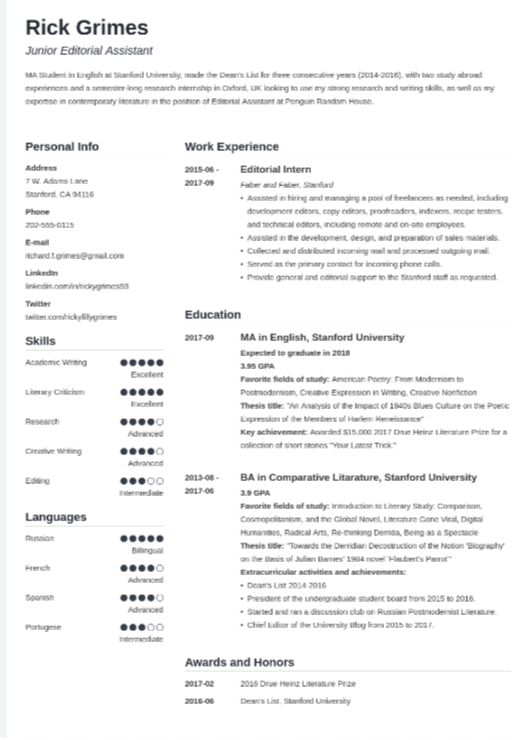 Rick Grimes
Junior Editorial Assistant
MA Student in English at Stanford University, made the Dean's List for three consecutive years (2014-2016), with two study abroad
experiences and a semester-long research internship in Oxford, UK looking to use my strong research and writing skills, as well as my
expertise in contemporary literature in the position of Editorial Assistant at Penguin Random House.
Personal Info
Address
7 W. Adams Lane
Stanford, CA 94116
Phone
202-555-0115
E-mail
richard.f.grimes@gmail.com
LinkedIn
linkedin.com/in/rickygrimes93
Twitter
twitter.com/rickyfillygrimes
Skills
Academic Writing
Excellent
Literary Criticism
Excellent
Research
Advanced
Creative Writing
Advanced
Editing
Intermediate
Languages
Russian
Bilingual
French
Advanced
Spanish
Advanced
Portugese
Intermediate
Work Experience
2015-06 -
2017-09
Editorial Intern
Faber and Faber, Stanford
• Assisted in hiring and managing a pool of freelancers as needed, including
development editors, copy editors, proofreaders, indexers, recipe testers,
and technical editors, including remote and on-site employees.
• Assisted in the development, design, and preparation of sales materials.
• Collected and distributed incoming mail and processed outgoing mail.
• Served as the primary contact for incoming phone calls.
• Provide general and editorial support to the Stanford staff as requested.
Education
2017-09
MA in English, Stanford University
Expected to graduate in 2018
3.95 GPA
Favorite fields of study: American Poetry: From Modernism to
Postmodernism, Creative Expression in Writing, Creative Nonfiction
Thesis title: "An Analysis of the Impact of 1940s Blues Culture on the Poetic
Expression of the Members of Harlem Renaissance"
Key achievement: Awarded $15,000 2017 Drue Heinz Literature Prize for a
collection of short stories "Your Latest Trick."
2013-08 -
2017-06
BA in Comparative Litarature, Stanford University
3.9 GPA
Favorite fields of study: Introduction to Literary Study: Comparison,
Cosmopolitanism, and the Global Novel, Literature Gone Viral, Digital
Humanities, Radical Arts, Re-thinking Derrida, Being as a Spectacle
Thesis title: "Towards the Derridian Decostruction of the Notion 'Biography'
on the Basis of Julian Barnes' 1984 novel 'Flaubert's Parrot'"
Extracurricular activities and achievements:
• Dean's List 2014-2016
• President of the undergraduate student board from 2015 to 2016.
• Started and ran a discussion club on Russian Postmodernist Literature.
• Chief Editor of the University Blog from 2015 to 2017.
Awards and Honors
2017-02
2016 Drue Heinz Literature Prize
2016-06
Dean's List, Stanford University